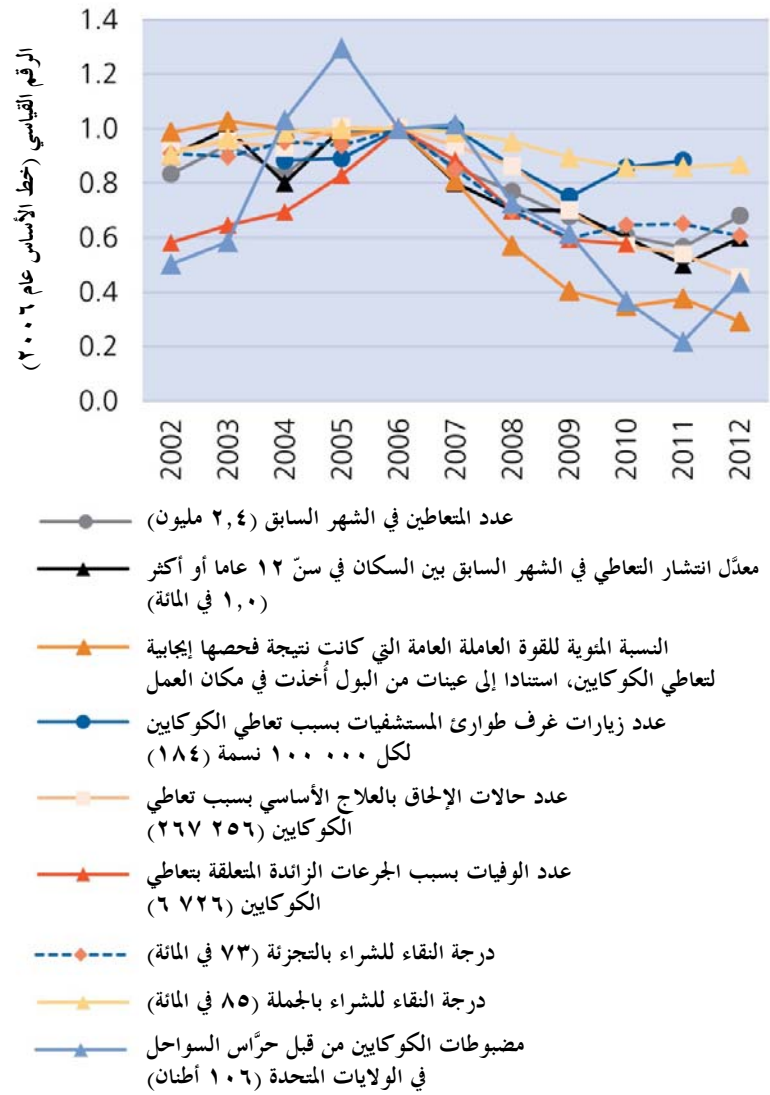 الرقم القياسي (خط الأساس عام ٢٠٠٦)
1.4
1.2
1.0
0.8
0.6
0.4
0.2
0.0
2002
2003
2004
2005
2006
2007
2008
2009
2010
2011
2012
عدد المتعاطين في الشهر السابق (٢,٤ مليون)
معدَّل انتشار التعاطي في الشهر السابق بين السكان في سنّ ١٢ عاما أو أكثر
(١,٠ في المائة)
النسبة المئوية للقوة العاملة العامة التي كانت نتيجة فحصها إيجابية
لتعاطي الكوكايين، استنادا إلى عينات من البول أُخذت في مكان العمل
عدد زيارات غرف طوارئ المستشفيات بسبب تعاطي الكوكايين
لكل ٠٠٠ ١٠٠ نسمة (١٨٤)
عدد حالات الإلحاق بالعلاج الأساسي بسبب تعاطي
الكوكايين (٢٥٦ ٢٦٧)
عدد الوفيات بسبب الجرعات الزائدة المتعلقة بتعاطي
الكوكايين (٧٢٦ ٦)
درجة النقاء للشراء بالتجزئة (٧٣ في المائة)
درجة النقاء للشراء بالجملة (٨٥ في المائة)
مضبوطات الكوكايين من قبل حرَّاس السواحل
في الولايات المتحدة (١٠٦ أطنان)